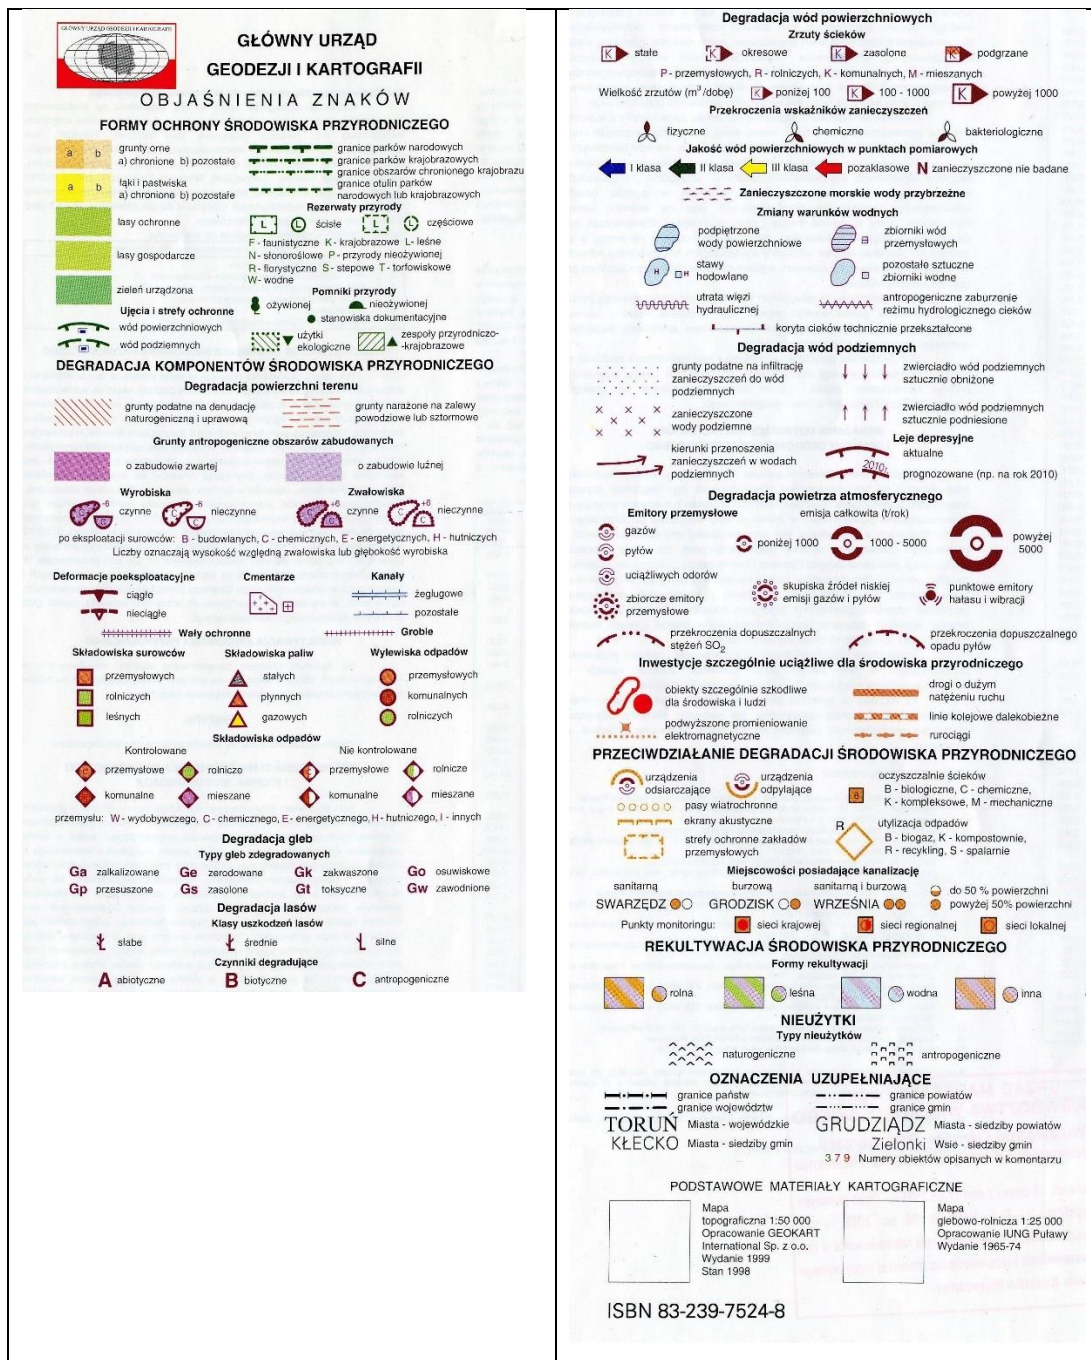 GŁÓWNY URZĄD GEODEZJI I KARTOGRAFII
GŁÓWNY URZĄD
GEODEZJI I KARTOGRAFII
OBJAŚNIENIA ZNAKÓW
FORMY OCHRONY ŚRODOWISKA PRZYRODNICZEGO
a b grunty orne
a) chronione b) pozostałe
a b łąki i pastwiska
a) chronione b) pozostałe
lasy ochronne
lasy gospodarcze
zieleń urządzona
Ujęcia i strefy ochronne
wód powierzchniowych
wód podziemnych
granice parków narodowych
granice parków krajobrazowych
granice obszarów chronionego krajobrazu
granice otulin parków
narodowych lub krajobrazowych
Rezerwaty przyrody
L L ścisłe L L częściowe
F - faunistyczne K - krajobrazowe L - leśne
N - słonoroślowe P - przyrody nieożywionej
R - florystyczne S - stepowe T - torfowiskowe
W - wodne
Pomniki przyrody
ożywionej nieożywionej
stanowiska dokumentacyjne
użytki
ekologiczne
zespoły przyrodniczo-
-krajobrazowe
DEGRADACJA KOMPONENTÓW ŚRODOWISKA PRZYRODNICZEGO
Degradacja powierzchni terenu
grunty podatne na denudację
naturogeniczną i uprawową
grunty narażone na zalewy
powodziowe lub sztormowe
Grunty antropogeniczne obszarów zabudowanych
o zabudowie zwartej o zabudowie luźnej
Wyrobiska Zwałowiska
C C -6 czynne C C -6 nieczynne C C +6 czynne C C +6 nieczynne
po eksploatacji surowców: B - budowlanych, C - chemicznych, E - energetycznych, H - hutniczych
Liczby oznaczają wysokość względną zwałowiska lub głębokość wyrobiska
Deformacje poeksploatacyjne Cmentarze Kanały
ciągłe żeglugowe
nieciągłe pozostałe
Wały ochronne Groble
Składowiska surowców Składowiska paliw Wylewiska odpadów
przemysłowych stałych przemysłowych
rolniczych płynnych komunalnych
leśnych gazowych rolniczych
Składowiska odpadów
Kontrolowane Nie kontrolowane
C przemysłowe rolnicze C przemysłowe rolnicze
komunalne mieszane komunalne mieszane
przemysłu: W - wydobywczego, C - chemicznego, E - energetycznego, H - hutniczego, I - innych
Degradacja gleb
Typy gleb zdegradowanych
Ga zalkalizowane Ge zerodowane Gk zakwaszone Go osuwiskowe
Gp przesuszone Gs zasolone Gt toksyczne Gw zawodnione
Degradacja lasów
Klasy uszkodzeń lasów
słabe średnie silne
Czynniki degradujące
A abiotyczne B biotyczne C antropogeniczne
Degradacja wód powierzchniowych
Zrzuty ścieków
K stałe K okresowe K zasolone K podgrzane
P - przemysłowych, R - rolniczych, K - komunalnych, M - mieszanych
Wielkość zrzutów (m³/dobę) K poniżej 100 K 100 - 1000 K powyżej 1000
Przekroczenia wskaźników zanieczyszczeń
fizyczne chemiczne bakteriologiczne
Jakość wód powierzchniowych w punktach pomiarowych
I klasa II klasa III klasa pozaklasowe N zanieczyszczone nie badane
Zanieczyszczone morskie wody przybrzeżne
Zmiany warunków wodnych
podpiętrzone
wody powierzchniowe
zbiorniki wód
przemysłowych
H H stawy
hodowlane
pozostałe sztuczne
zbiorniki wodne
utrata więzi
hydraulicznej
antropogeniczne zaburzenie
reżimu hydrologicznego cieków
koryta cieków technicznie przekształcone
Degradacja wód podziemnych
grunty podatne na infiltrację
zanieczyszczeń do wód
podziemnych
zwierciadło wód podziemnych
sztucznie obniżone
zanieczyszczone
wody podziemne
zwierciadło wód podziemnych
sztucznie podniesione
kierunki przenoszenia
zanieczyszczeń w wodach
podziemnych
Leje depresyjne
aktualne
2010r. prognozowane (np. na rok 2010)
Degradacja powietrza atmosferycznego
Emitory przemysłowe emisja całkowita (t/rok)
gazów
pyłów
poniżej 1000 1000 - 5000 powyżej
5000
uciążliwych odorów
zbiorcze emitory
przemysłowe
skupiska źródeł niskiej
emisji gazów i pyłów
punktowe emitory
hałasu i wibracji
przekroczenia dopuszczalnych
stężeń SO₂
przekroczenia dopuszczalnego
opadu pyłów
Inwestycje szczególnie uciążliwe dla środowiska przyrodniczego
obiekty szczególnie szkodliwe
dla środowiska i ludzi
drogi o dużym
natężeniu ruchu
podwyższone promieniowanie
elektromagnetyczne
linie kolejowe dalekobieżne
rurociągi
PRZECIWDZIAŁANIE DEGRADACJI ŚRODOWISKA PRZYRODNICZEGO
urządzenia
odsiarczające
urządzenia
odpylające
pasy wiatrochronne
ekrany akustyczne
strefy ochronne zakładów
przemysłowych
oczyszczalnie ścieków
B B - biologiczne, C - chemiczne,
K - kompleksowe, M - mechaniczne
R utylizacja odpadów
B - biogaz, K - kompostownie,
R - recykling, S - spalarnie
Miejscowości posiadające kanalizację
sanitarną burzową sanitarną i burzową
SWARZĘDZ GRODZISK WRZEŚNIA
do 50 % powierzchni
powyżej 50% powierzchni
Punkty monitoringu: sieci krajowej sieci regionalnej sieci lokalnej
REKULTYWACJA ŚRODOWISKA PRZYRODNICZEGO
Formy rekultywacji
rolna leśna wodna inna
NIEUŻYTKI
Typy nieużytków
naturogeniczne antropogeniczne
OZNACZENIA UZUPEŁNIAJĄCE
granice państw granice powiatów
granice województw granice gmin
TORUŃ Miasta - wojewódzkie GRUDZIĄDZ Miasta - siedziby powiatów
KŁECKO Miasta - siedziby gmin Zielonki Wsie - siedziby gmin
3 7 9 Numery obiektów opisanych w komentarzu
PODSTAWOWE MATERIAŁY KARTOGRAFICZNE
Mapa
topograficzna 1:50 000
Opracowanie GEOKART
International Sp. z o.o.
Wydanie 1999
Stan 1998
Mapa
glebowo-rolnicza 1:25 000
Opracowanie IUNG Puławy
Wydanie 1965-74
ISBN 83-239-7524-8